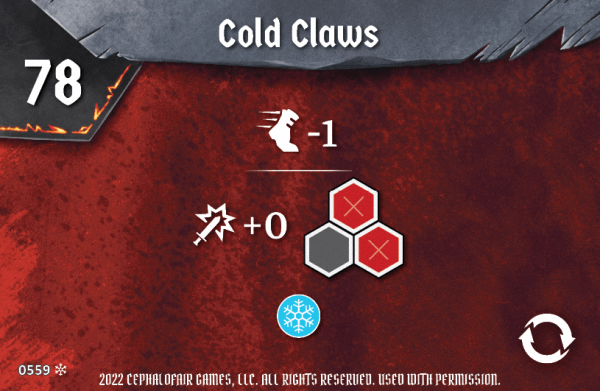 Cold Claws
78
-1
+0
0559
2022 CEPHALOFAIR GAMES, LLC. ALL RIGHTS RESERVED. USED WITH PERMISSION.